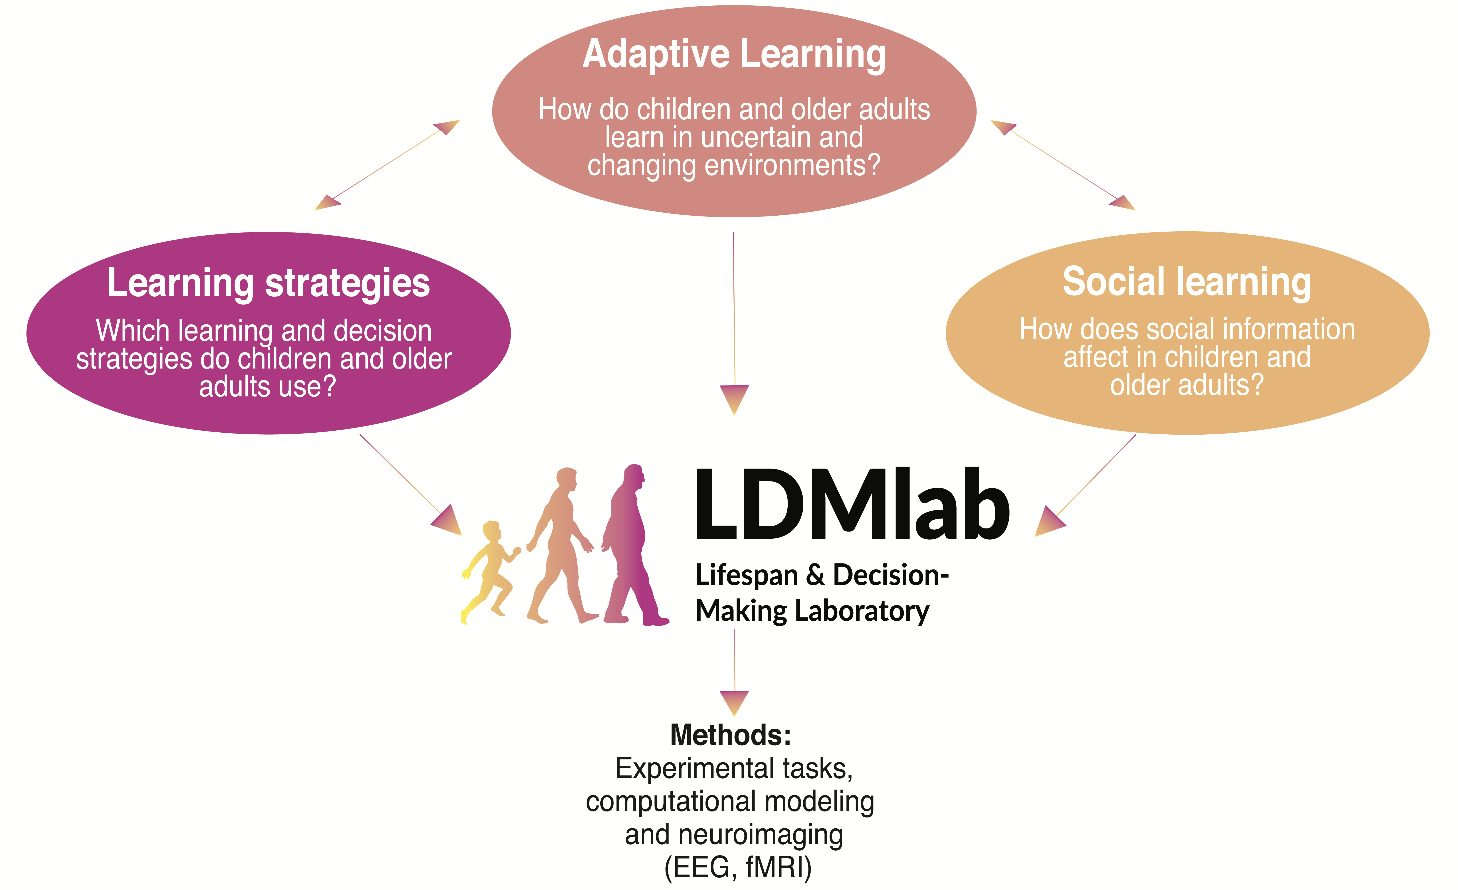 Adaptive Learning
How do children and older adults
learn in uncertain and
changing environments?
Learning strategies
Which learning and decision
strategies do children and older
adults use?
Social learning
How does social information
affect in children and
older adults?
LDMlab
Lifespan & Decision-
Making Laboratory
Methods:
Experimental tasks,
computational modeling
and neuroimaging
(EEG, fMRI)